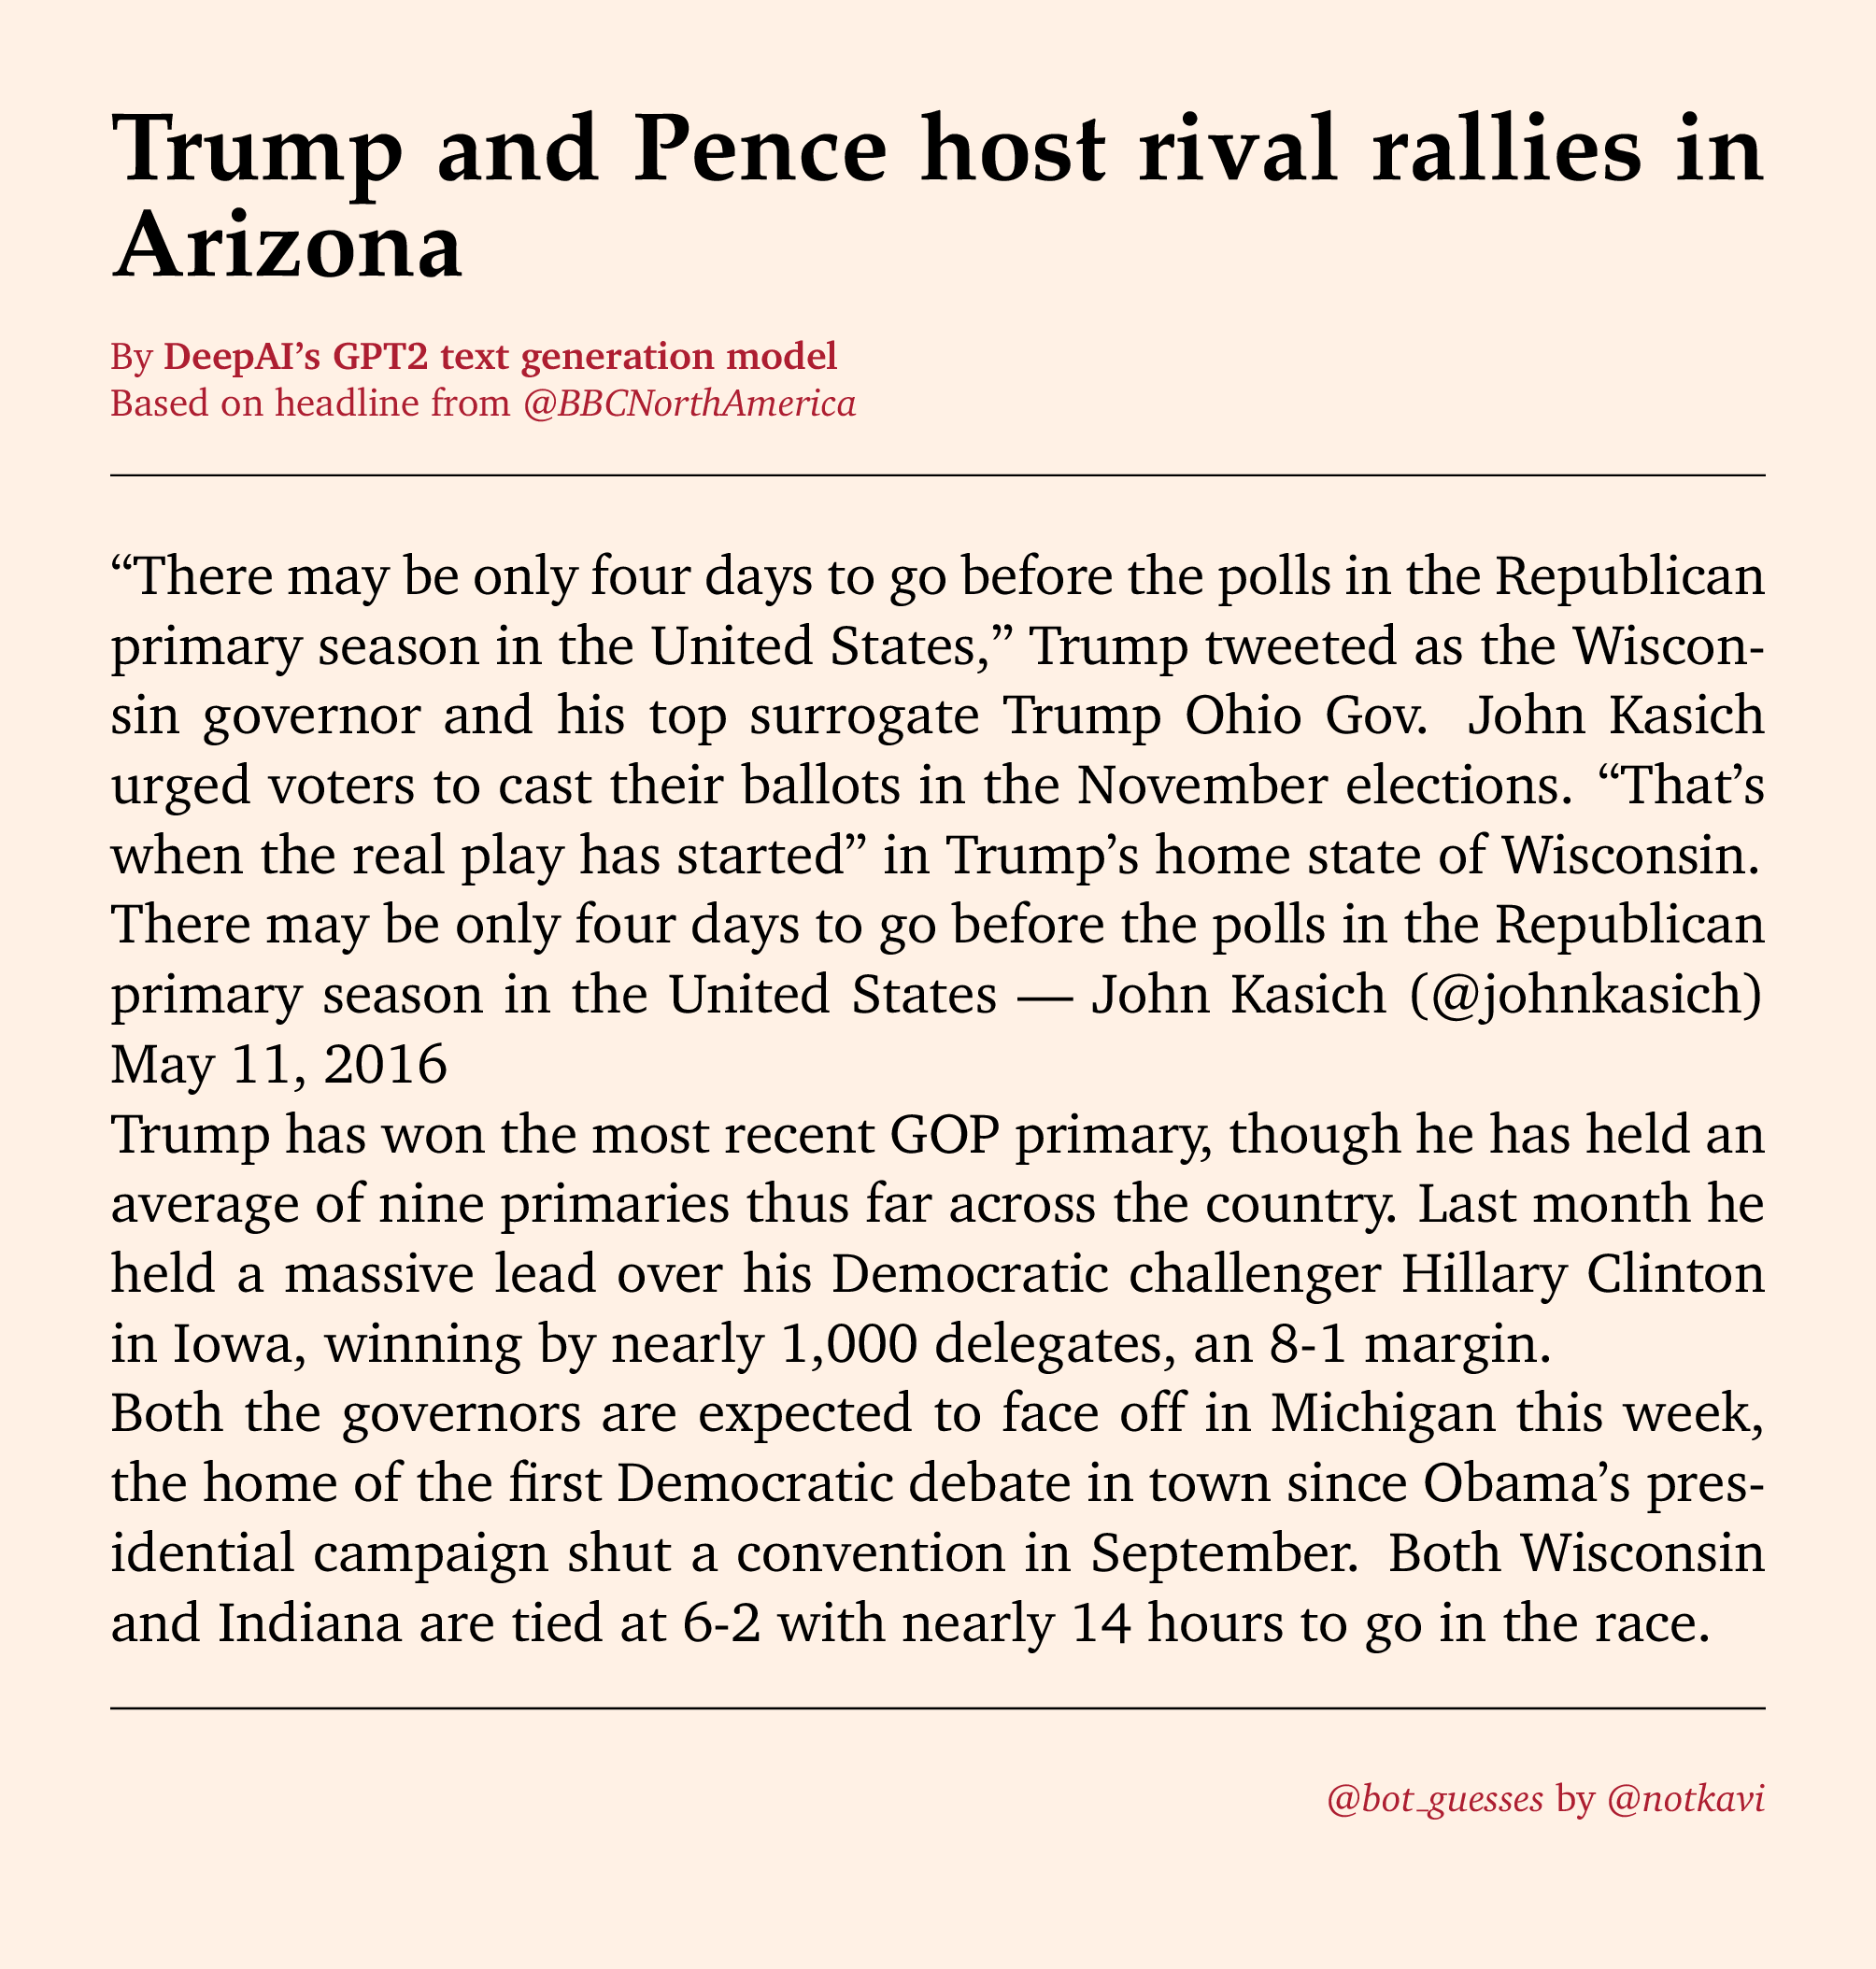 Trump and Pence host rival rallies in
Arizona
By DeepAI’s GPT2 text generation model
Based on headline from @BBCNorthAmerica
“There may be only four days to go before the polls in the Republican
primary season in the United States,” Trump tweeted as the Wiscon-
sin governor and his top surrogate Trump Ohio Gov. John Kasich
urged voters to cast their ballots in the November elections. “That’s
when the real play has started” in Trump’s home state of Wisconsin.
There may be only four days to go before the polls in the Republican
primary season in the United States — John Kasich (@johnkasich)
May 11, 2016
Trump has won the most recent GOP primary, though he has held an
average of nine primaries thus far across the country. Last month he
held a massive lead over his Democratic challenger Hillary Clinton
in Iowa, winning by nearly 1,000 delegates, an 8-1 margin.
Both the governors are expected to face off in Michigan this week,
the home of the first Democratic debate in town since Obama’s pres-
idential campaign shut a convention in September. Both Wisconsin
and Indiana are tied at 6-2 with nearly 14 hours to go in the race.
@bot_guesses by @notkavi